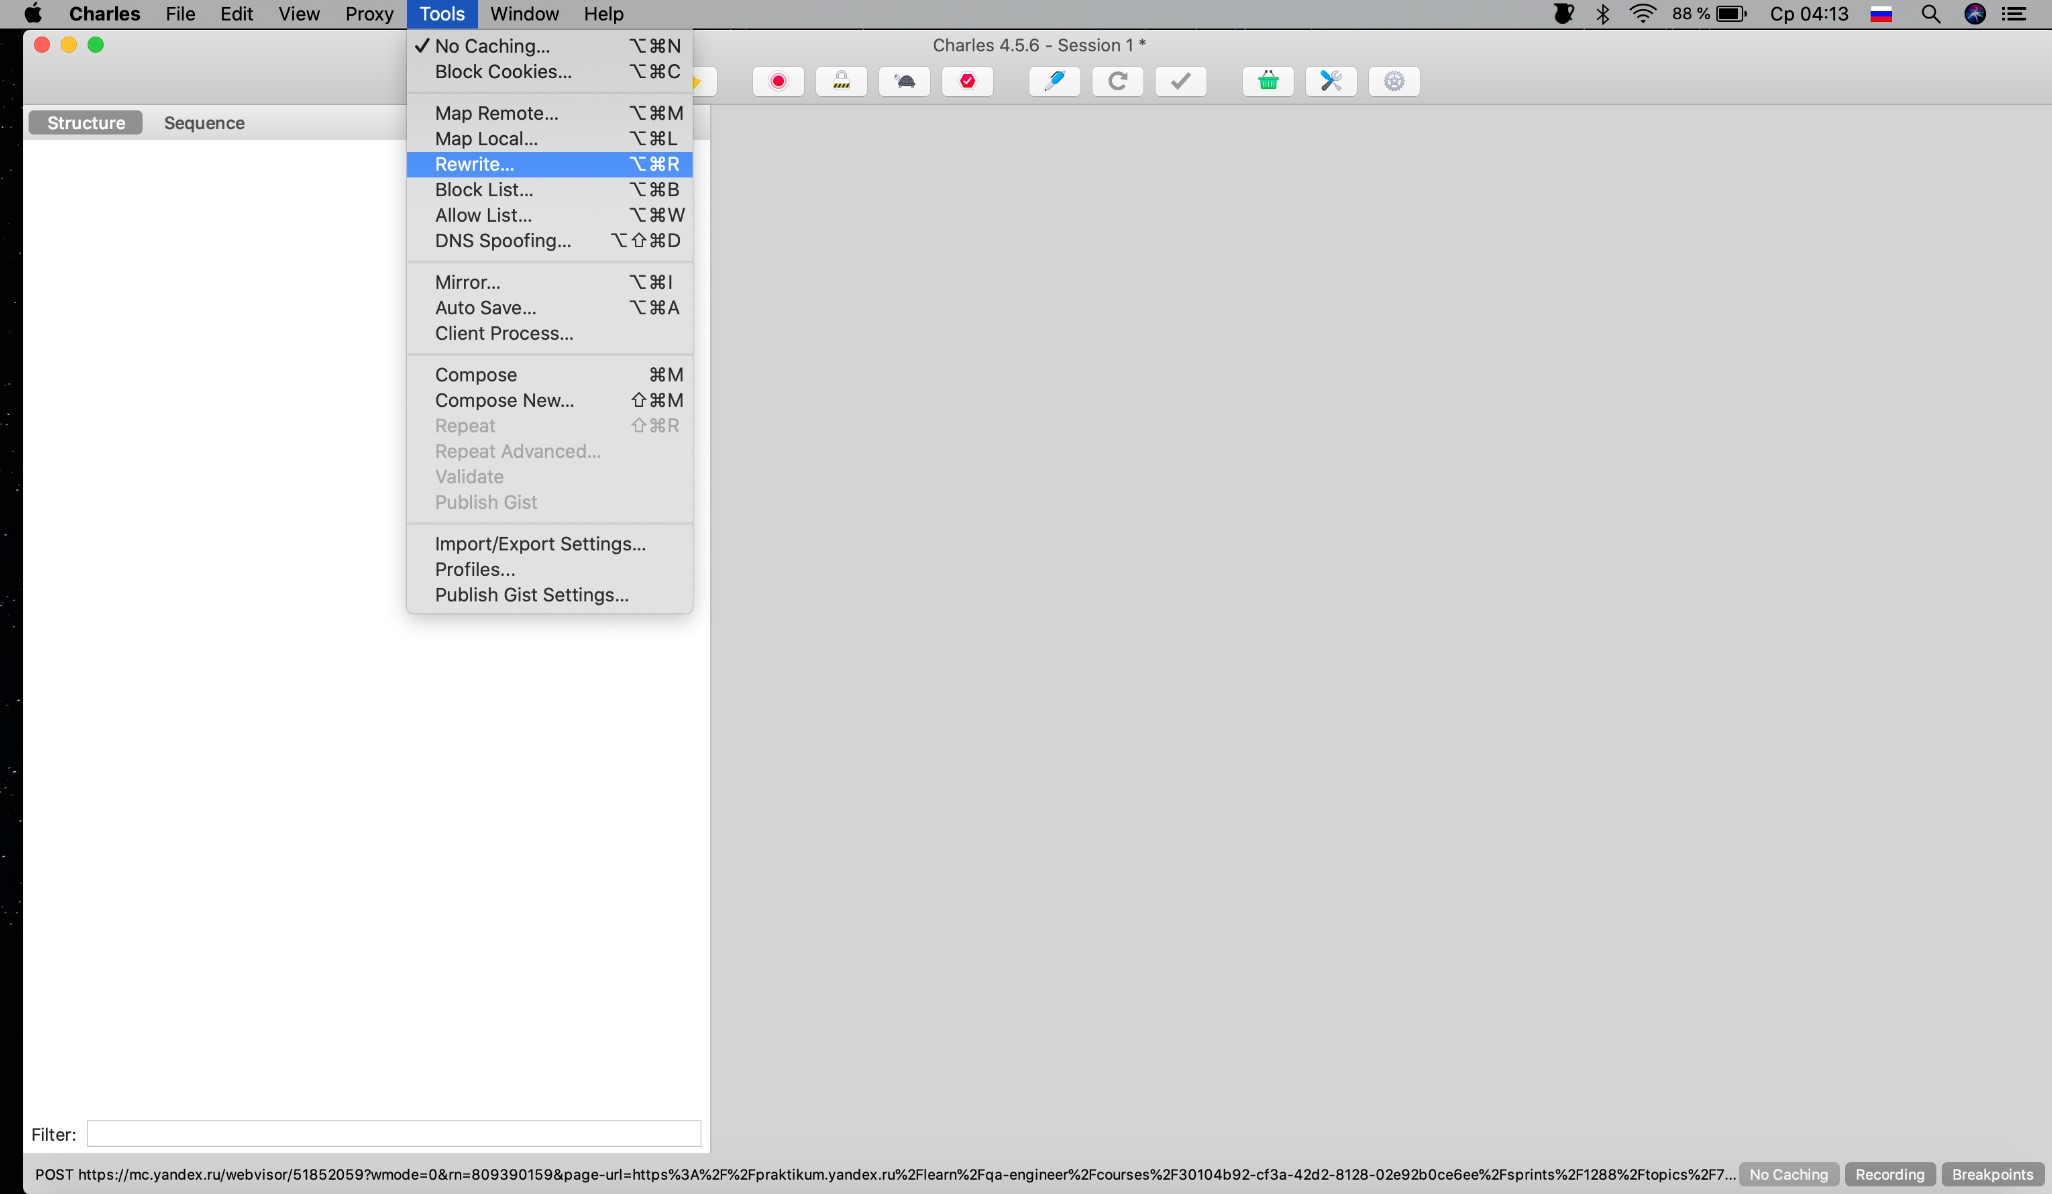 Charles File Edit View Proxy Tools Window Help 88 % Ср 04:13
Charles 4.5.6 - Session 1 *
✓ No Caching... ⌥⌘N
Block Cookies... ⌥⌘C
Map Remote... ⌥⌘M
Map Local... ⌥⌘L
Rewrite... ⌥⌘R
Block List... ⌥⌘B
Allow List... ⌥⌘W
DNS Spoofing... ⌥⇧⌘D
Mirror... ⌥⌘I
Auto Save... ⌥⌘A
Client Process...
Compose ⌘M
Compose New... ⇧⌘M
Repeat ⇧⌘R
Repeat Advanced...
Validate
Publish Gist
Import/Export Settings...
Profiles...
Publish Gist Settings...
Structure Sequence
Filter:
POST https://mc.yandex.ru/webvisor/51852059?wmode=0&rn=809390159&page-url=https%3A%2F%2Fpraktikum.yandex.ru%2Flearn%2Fqa-engineer%2Fcourses%2F30104b92-cf3a-42d2-8128-02e92b0ce6ee%2Fsprints%2F1288%2Ftopics%2F7... No Caching Recording Breakpoints